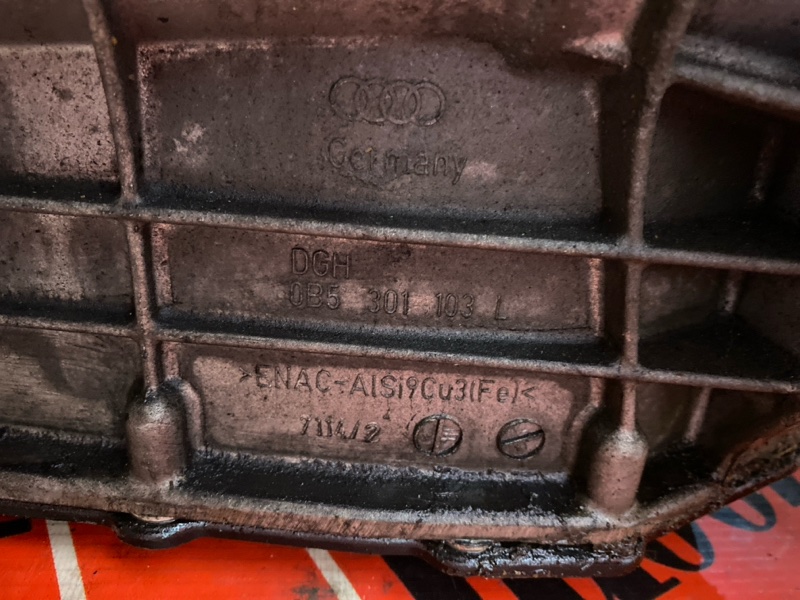 Germany
DGH
0B5 301 103 L
>ENAC-AlSi9Cu3(Fe)<